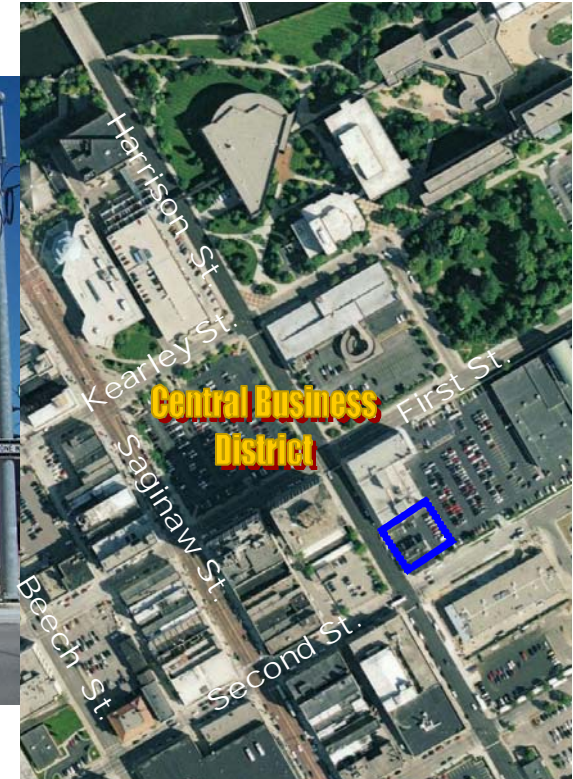 Harrison St.
Kearley St.
Central Business
District
First St.
Saginaw St.
Beech St.
Second St.